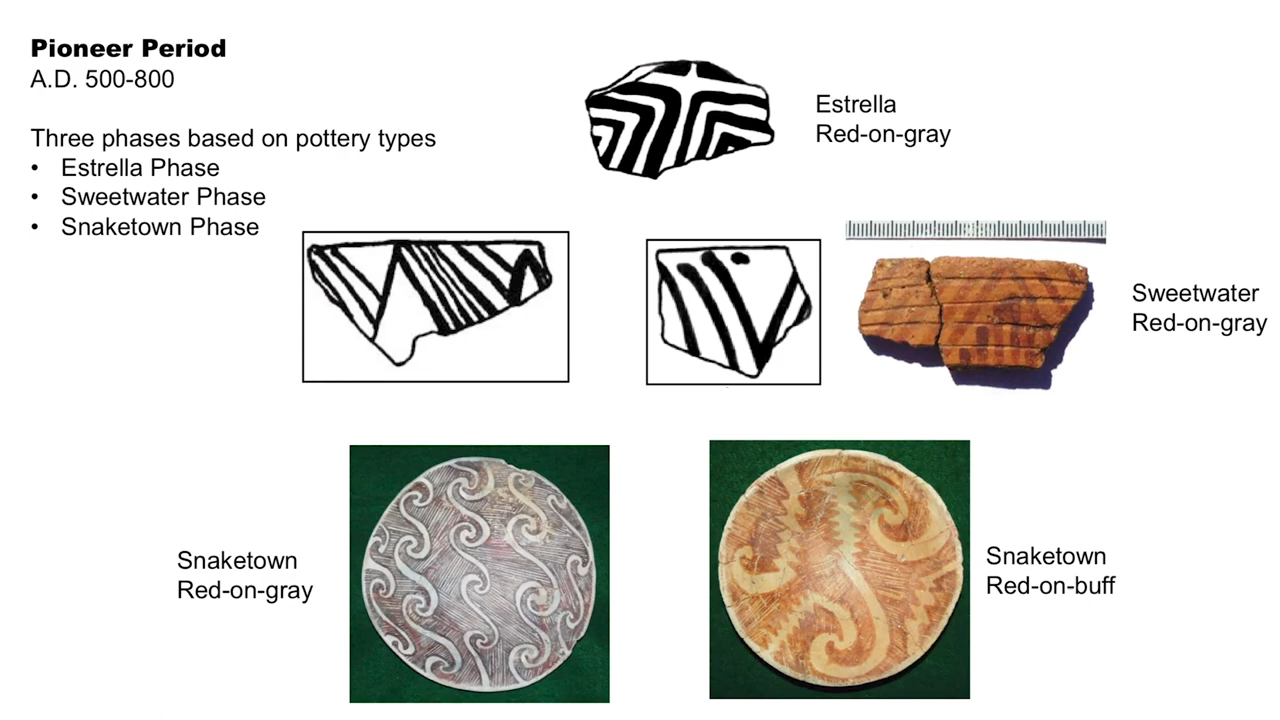 Pioneer Period
A.D. 500-800
Three phases based on pottery types
• Estrella Phase
• Sweetwater Phase
• Snaketown Phase
Estrella
Red-on-gray
Sweetwater
Red-on-gray
Snaketown
Red-on-gray
Snaketown
Red-on-buff